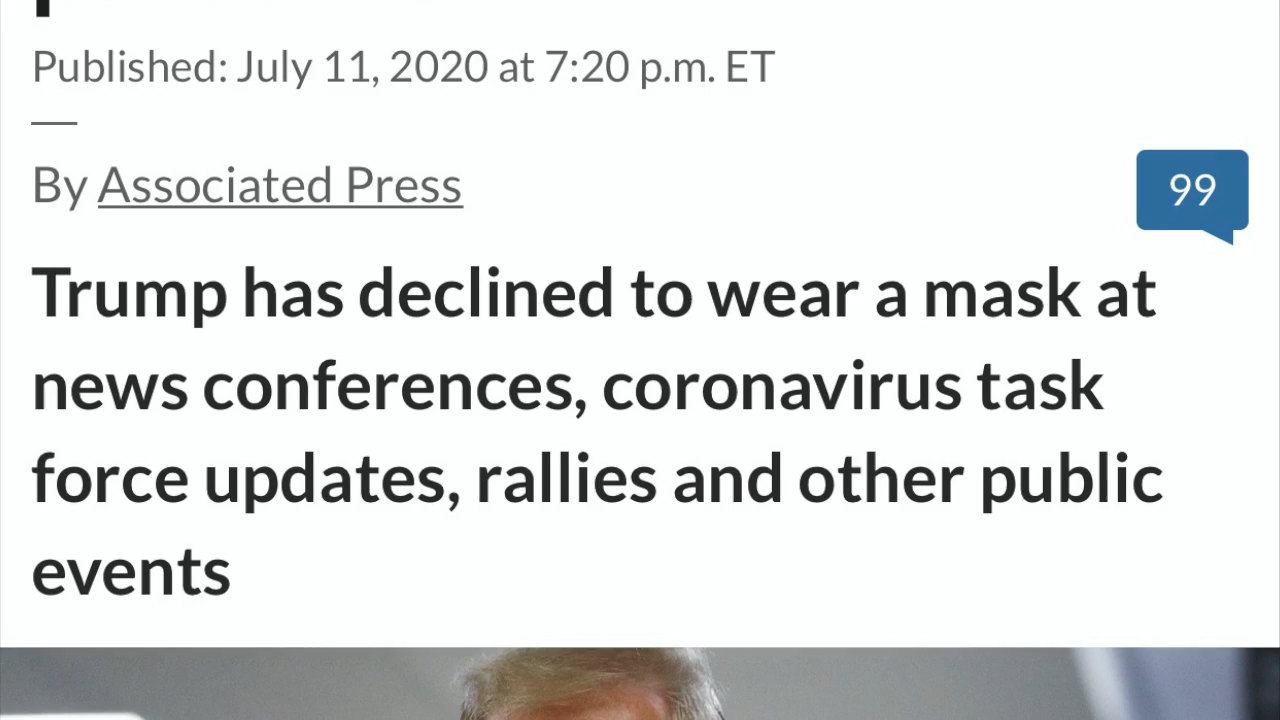 Published: July 11, 2020 at 7:20 p.m. ET
By Associated Press
99
Trump has declined to wear a mask at
news conferences, coronavirus task
force updates, rallies and other public
events